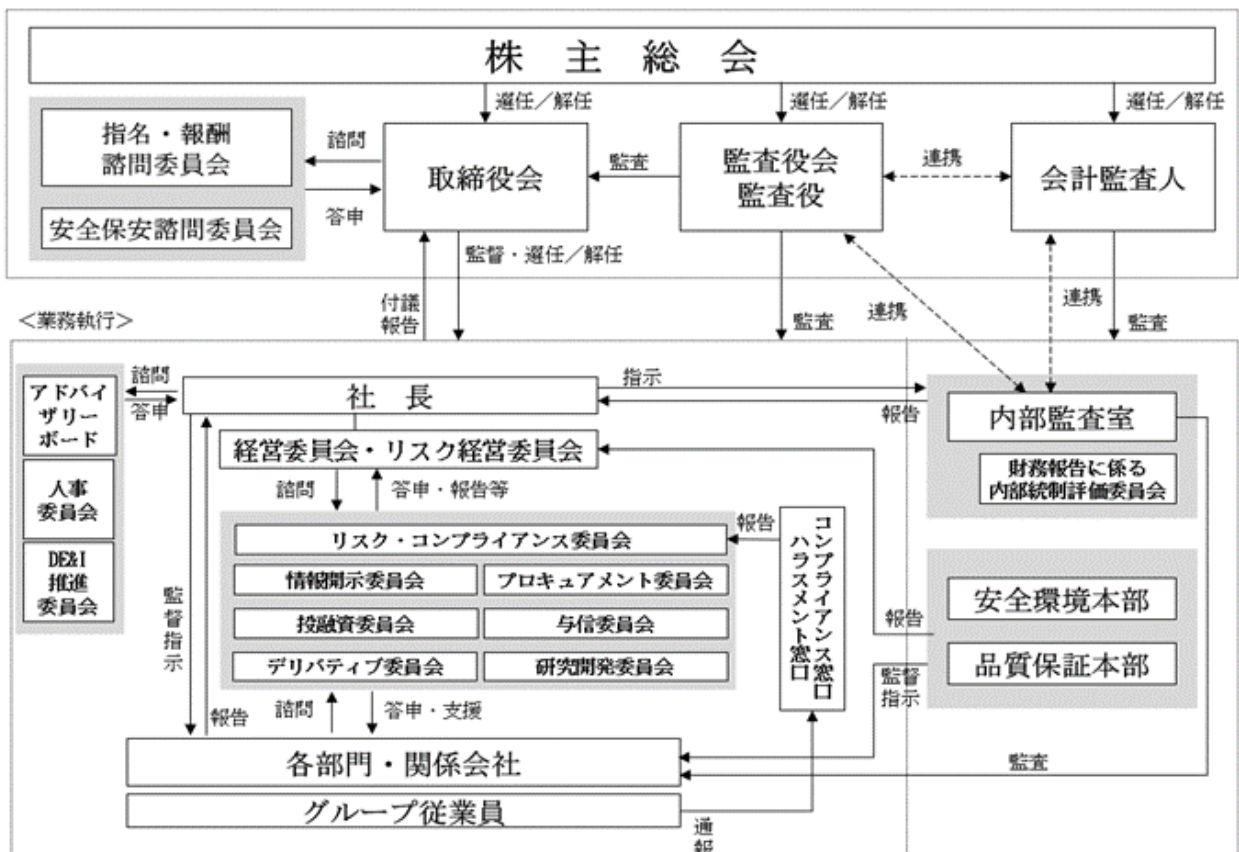 株主総会
選任／解任
選任／解任
選任／解任
指名・報酬
諮問委員会
安全保安諮問委員会
諮問
答申
取締役会
監査
監査役会
監査役
連携
会計監査人
監督・選任／解任
付議
報告
監査
連携
連携
監査
＜業務執行＞
アドバイ
ザリー
ボード
人事
委員会
DE&I
推進
委員会
諮問
答申
社長
指示
報告
経営委員会・リスク経営委員会
諮問
答申・報告等
リスク・コンプライアンス委員会
情報開示委員会
プロキュアメント委員会
投融資委員会
与信委員会
デリバティブ委員会
研究開発委員会
報告
コンプライアンス窓口
ハラスメント窓口
内部監査室
財務報告に係る
内部統制評価委員会
安全環境本部
品質保証本部
報告
監督
指示
監督指示
報告
諮問
答申・支援
各部門・関係会社
監査
グループ従業員
通報